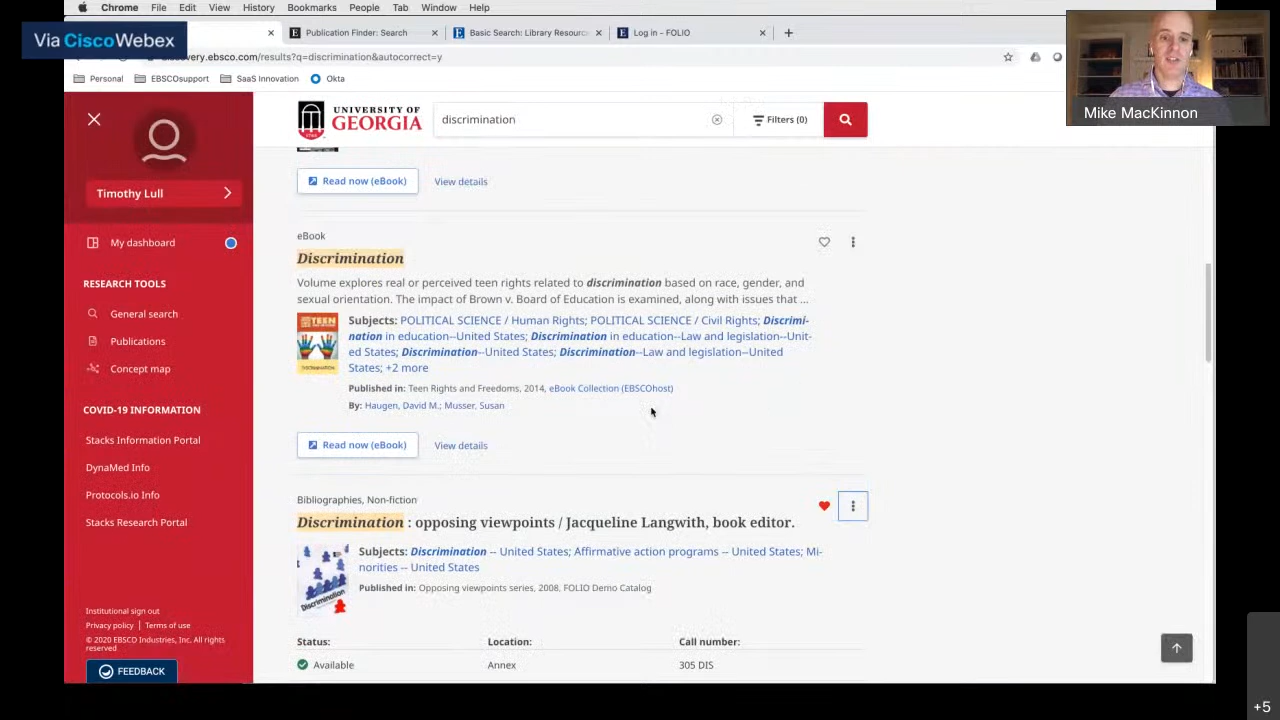 Chrome File Edit View History Bookmarks People Tab Window Help
Via Cisco Webex
Publication Finder: Search
Basic Search: Library Resourc
Log in – FOLIO
.ebsco.com/results?q=discrimination&autocorrect=y
Personal
EBSCOsupport
SaaS Innovation
Okta
Mike MacKinnon
Timothy Lull
My dashboard
RESEARCH TOOLS
General search
Publications
Concept map
COVID-19 INFORMATION
Stacks Information Portal
DynaMed Info
Protocols.io Info
Stacks Research Portal
Institutional sign out
Privacy policy | Terms of use
© 2020 EBSCO Industries, Inc. All rights
reserved
FEEDBACK
UNIVERSITY OF
GEORGIA
discrimination
Filters (0)
Read now (eBook)
View details
eBook
Discrimination
Volume explores real or perceived teen rights related to discrimination based on race, gender, and
sexual orientation. The impact of Brown v. Board of Education is examined, along with issues that ...
TEEN
DISCRIMINATION
Subjects: POLITICAL SCIENCE / Human Rights; POLITICAL SCIENCE / Civil Rights; Discrimi-
nation in education--United States; Discrimination in education--Law and legislation--Unit-
ed States; Discrimination--United States; Discrimination--Law and legislation--United
States; +2 more
Published in: Teen Rights and Freedoms, 2014, eBook Collection (EBSCOhost)
By: Haugen, David M.; Musser, Susan
Read now (eBook)
View details
Bibliographies, Non-fiction
Discrimination : opposing viewpoints / Jacqueline Langwith, book editor.
Discrimination
Subjects: Discrimination -- United States; Affirmative action programs -- United States; Mi-
norities -- United States
Published in: Opposing viewpoints series, 2008, FOLIO Demo Catalog
Status: Location: Call number:
Available Annex 305 DIS
+5